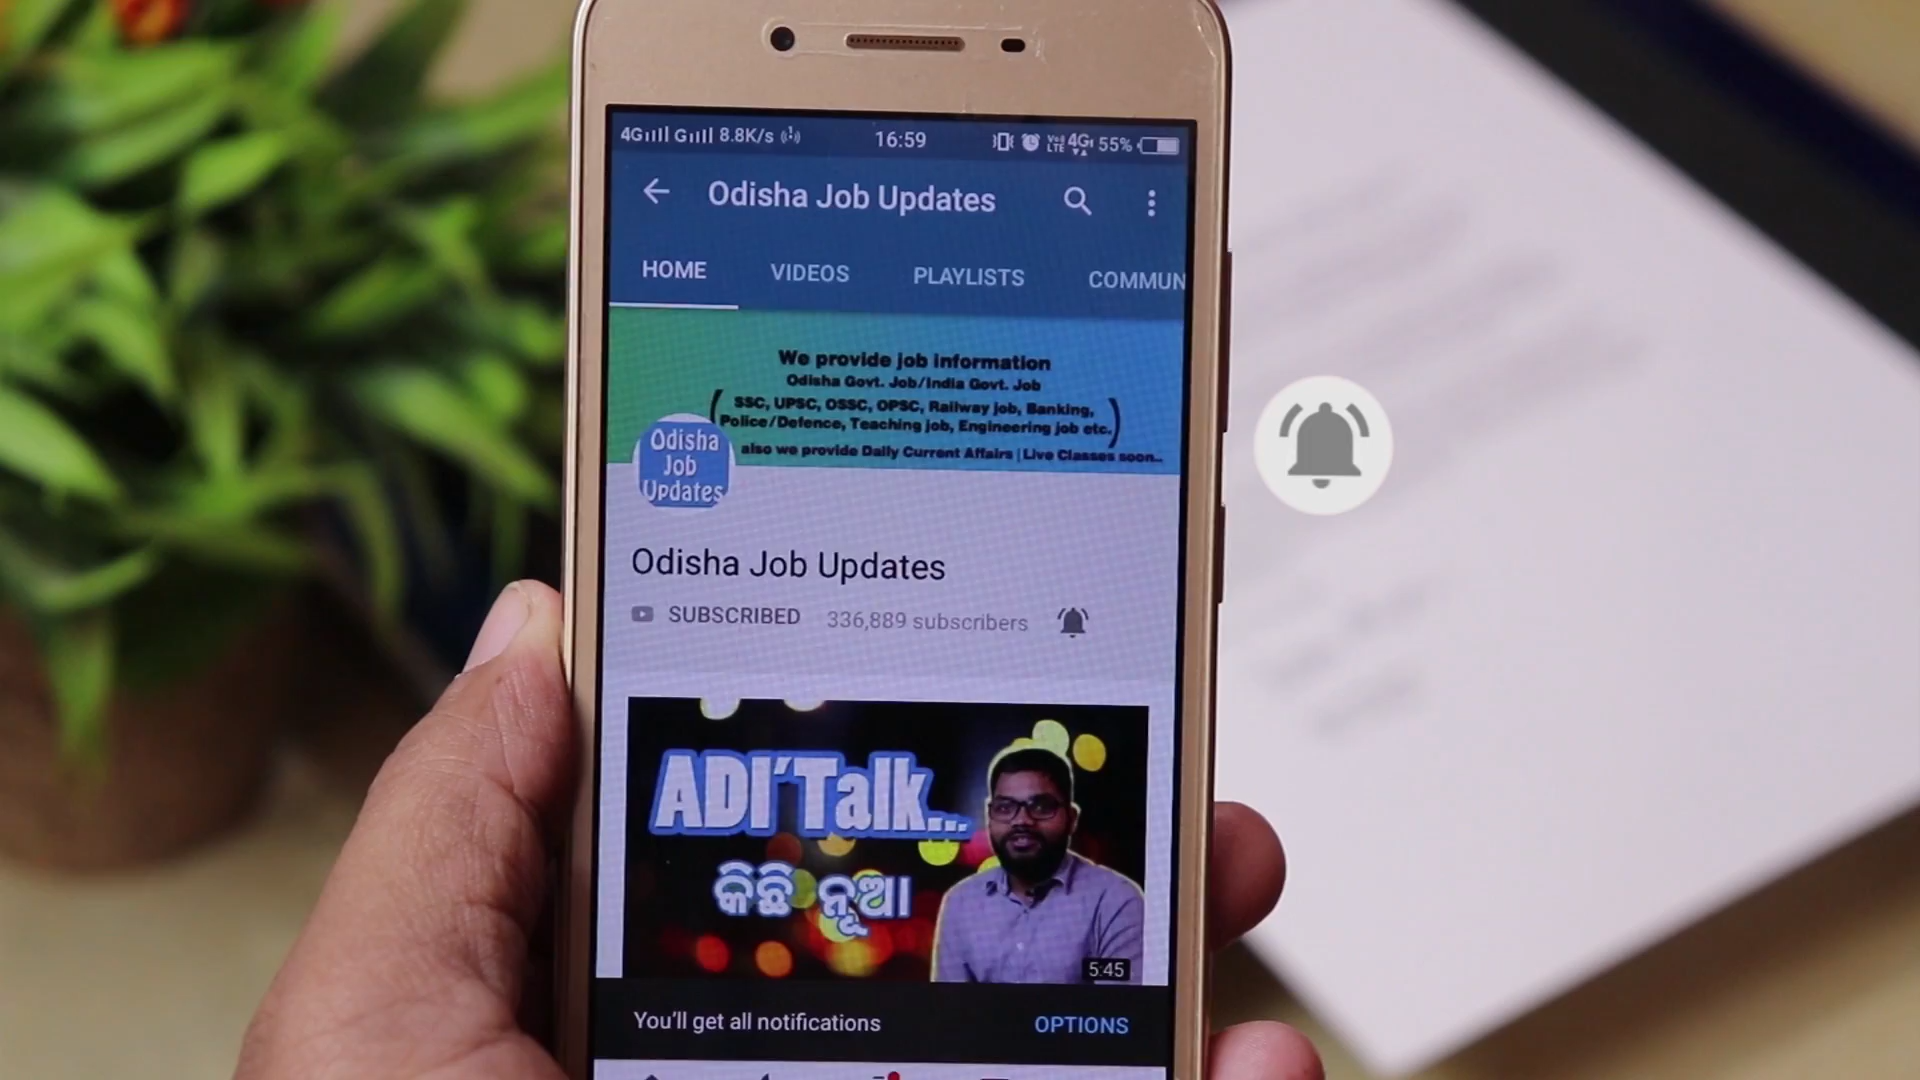 4G G 8.8K/s 16:59 VoLTE 4G 55%
Odisha Job Updates
HOME VIDEOS PLAYLISTS COMMUN
We provide job information
Odisha Govt. Job/India Govt. Job
(SSC, UPSC, OSSC, OPSC, Railway job, Banking,
Police/Defence, Teaching job, Engineering job etc.)
also we provide Daily Current Affairs | Live Classes soon..
Odisha
Job
Updates
Odisha Job Updates
SUBSCRIBED 336,889 subscribers
ADI'Talk...
କିଛି ନୂଆ
5:45
You'll get all notifications OPTIONS